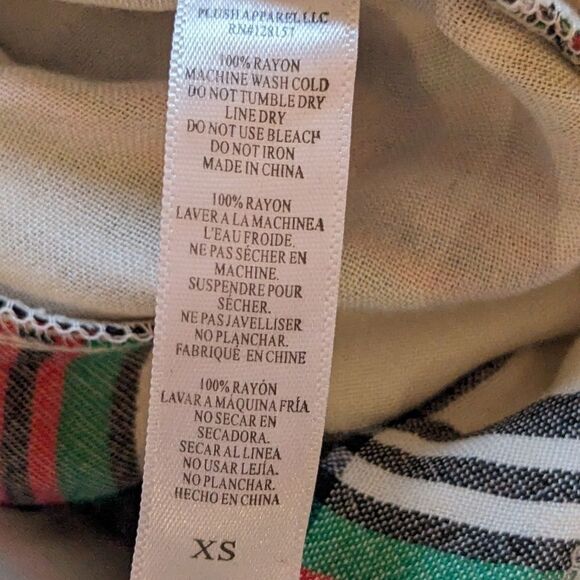 PLUSH APPAREL LLC
RN#128157
100% RAYON
MACHINE WASH COLD
DO NOT TUMBLE DRY
LINE DRY
DO NOT USE BLEACH
DO NOT IRON
MADE IN CHINA
100% RAYON
LAVER A LA MACHINEA
L'EAU FROIDE.
NE PAS SÉCHER EN
MACHINE.
SUSPENDRE POUR
SÉCHER.
NE PAS JAVELLISER
NO PLANCHAR.
FABRIQUÉ EN CHINE
100% RAYÓN
LAVAR A MÁQUINA FRÍA
NO SECAR EN
SECADORA.
SECAR AL LINEA
NO USAR LEJÍA.
NO PLANCHAR.
HECHO EN CHINA
XS